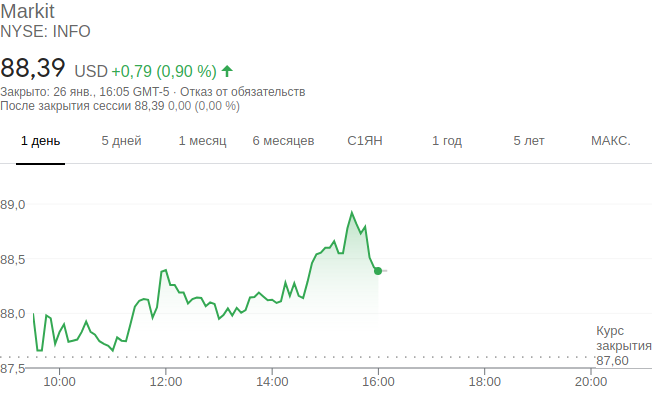 Markit
NYSE: INFO
88,39 USD +0,79 (0,90 %)
Закрыто: 26 янв., 16:05 GMT-5 · Отказ от обязательств
После закрытия сессии 88,39 0,00 (0,00 %)
1 день 5 дней 1 месяц 6 месяцев С1ЯН 1 год 5 лет МАКС.
89,0
88,5
88,0
Курс
закрытия
87,60
87,5
10:00 12:00 14:00 16:00 18:00 20:00